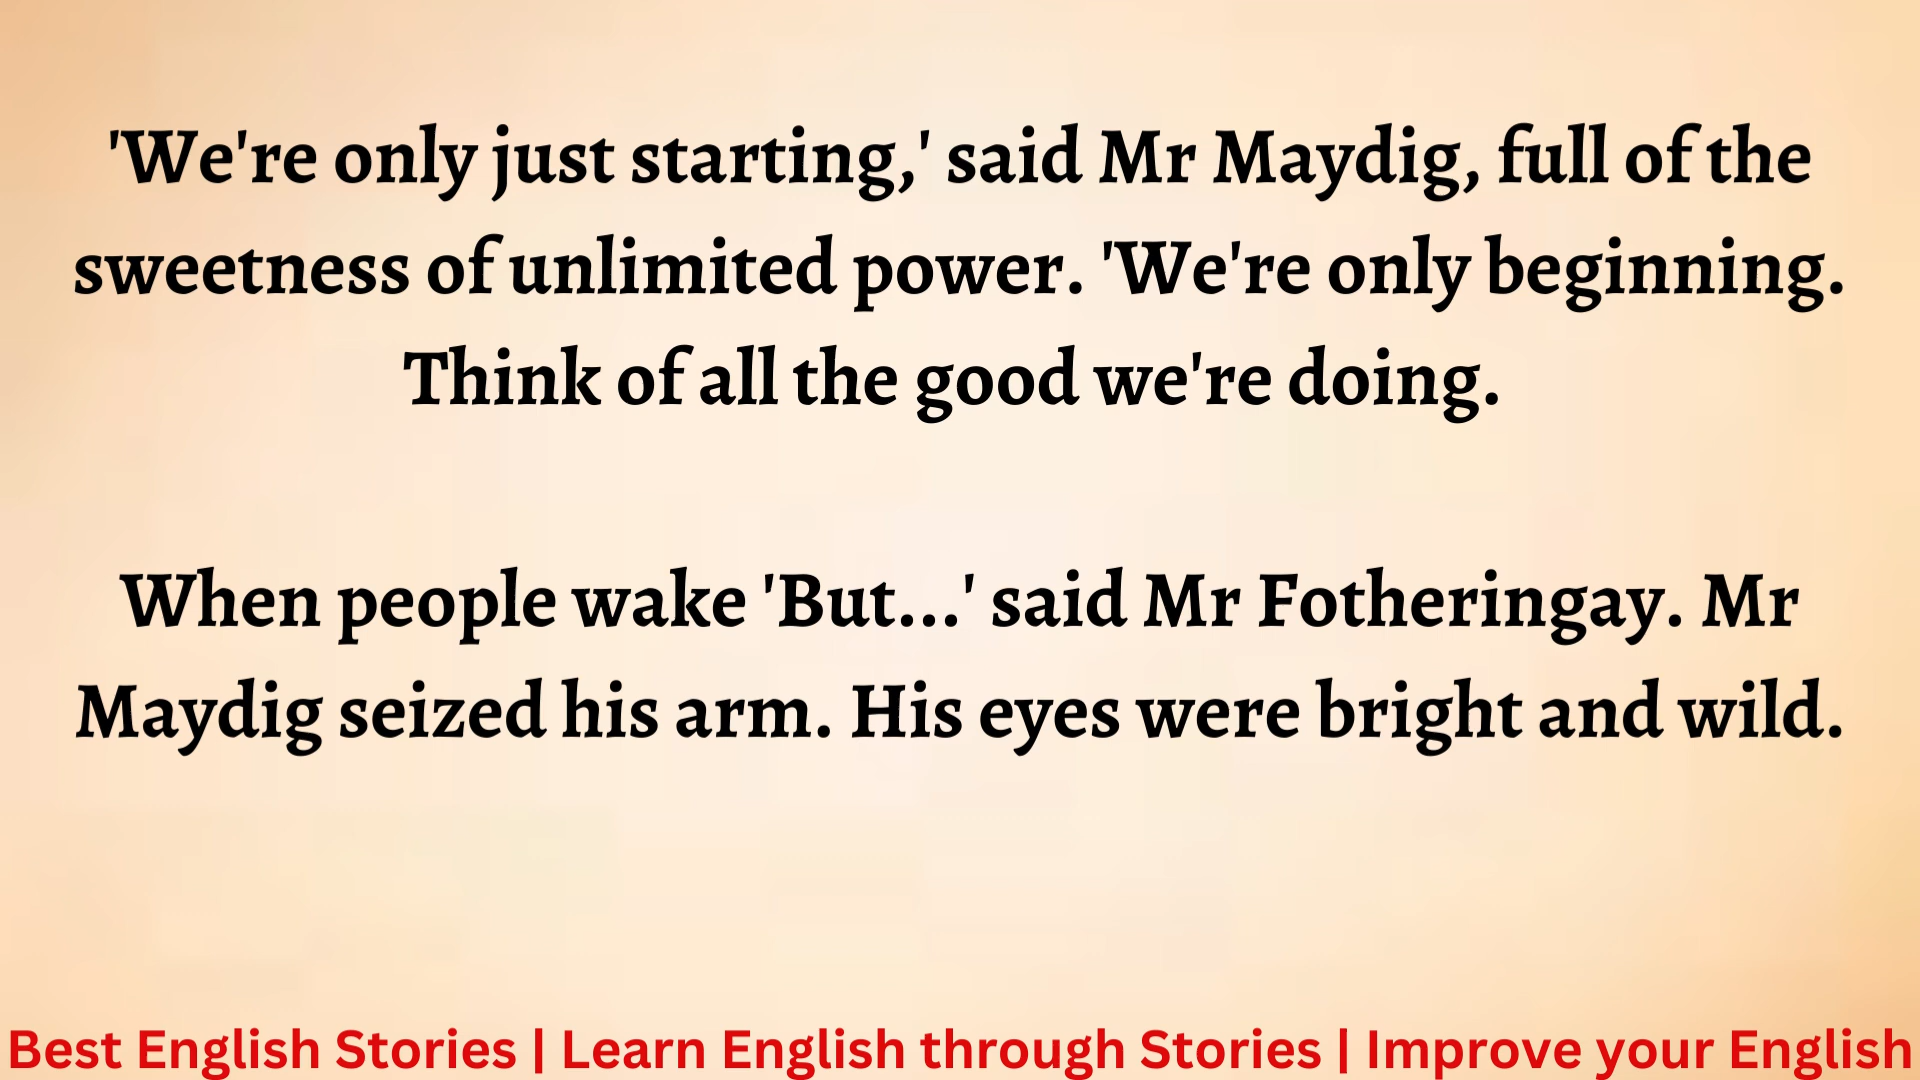 'We're only just starting,' said Mr Maydig, full of the
sweetness of unlimited power. 'We're only beginning.
Think of all the good we're doing.
When people wake 'But...' said Mr Fotheringay. Mr
Maydig seized his arm. His eyes were bright and wild.
Best English Stories | Learn English through Stories | Improve your English